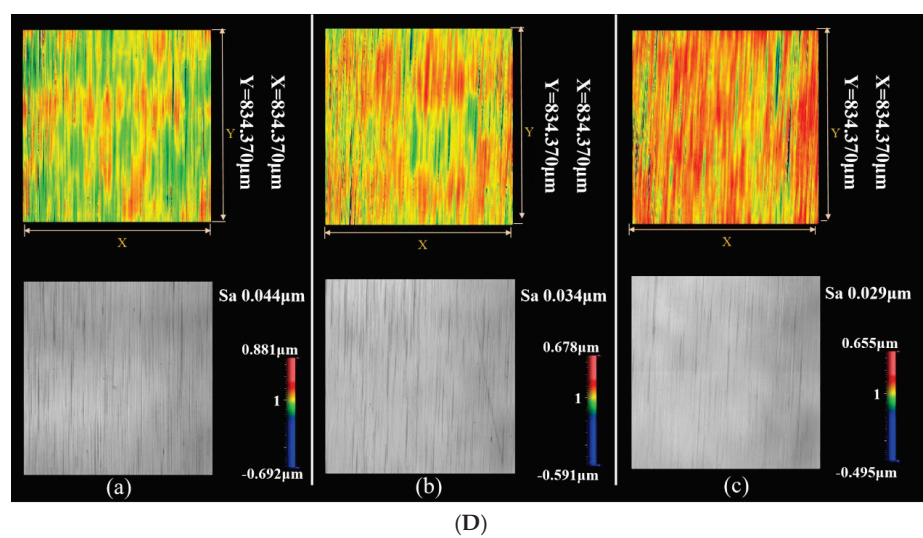 X=834.370µm
Y=834.370µm
Y
X
Sa 0.044µm
0.881µm
1
-0.692µm
(a)
X=834.370µm
Y=834.370µm
Y
X
Sa 0.034µm
0.678µm
1
-0.591µm
(b)
X=834.370µm
Y=834.370µm
Y
X
Sa 0.029µm
0.655µm
1
-0.495µm
(c)
(D)